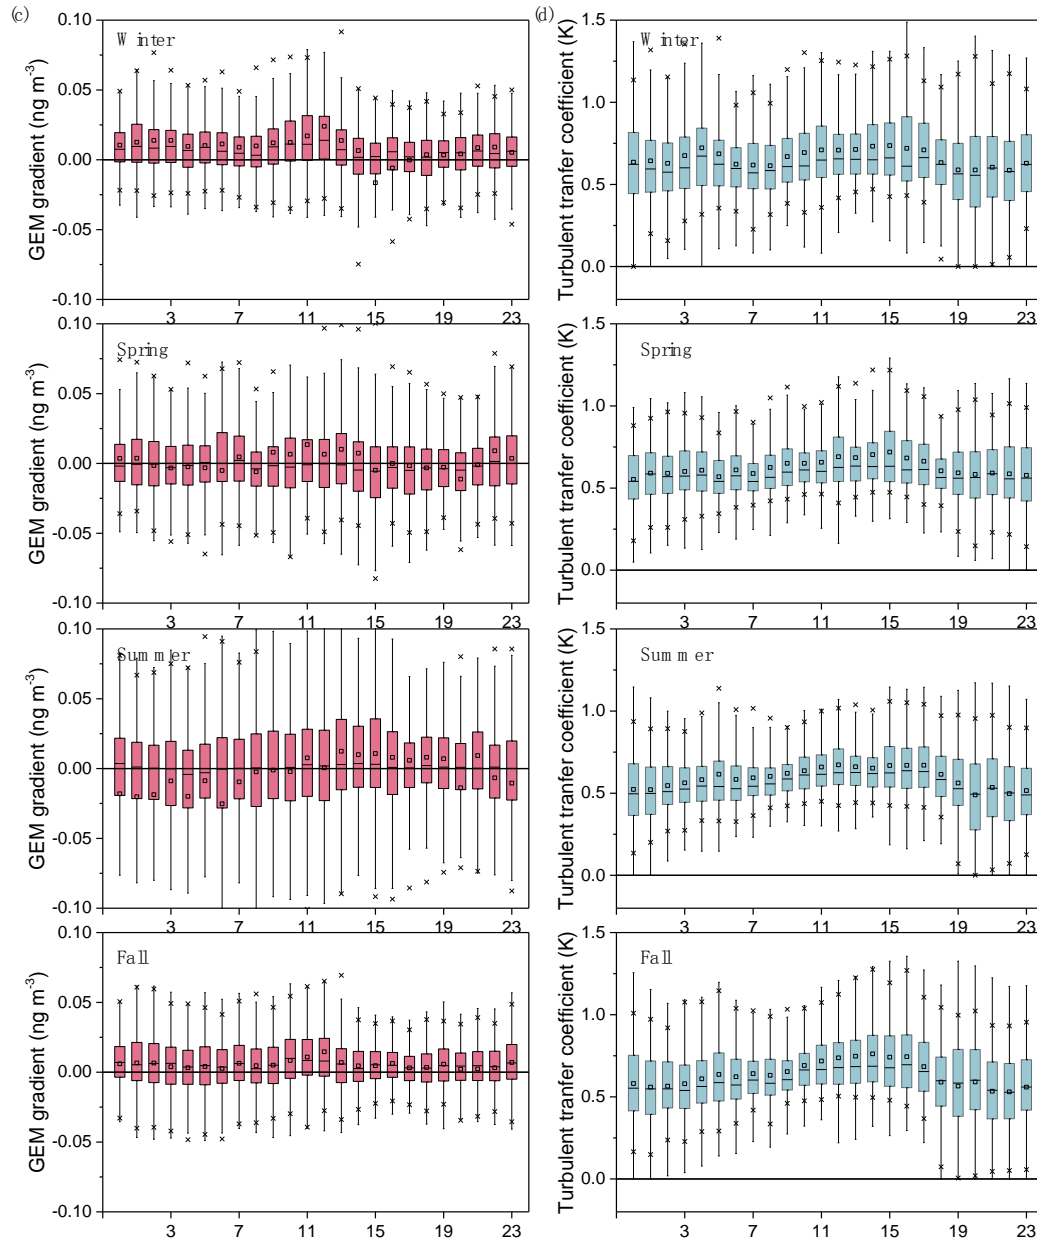 (c)
Winter
GEM gradient (ng m-3)
0.10
0.05
0.00
-0.05
-0.10
3 7 11 15 19 23
Spring
GEM gradient (ng m-3)
0.10
0.05
0.00
-0.05
-0.10
3 7 11 15 19 23
Summer
GEM gradient (ng m-3)
0.10
0.05
0.00
-0.05
-0.10
3 7 11 15 19 23
Fall
GEM gradient (ng m-3)
0.10
0.05
0.00
-0.05
-0.10
3 7 11 15 19 23
(d)
Winter
Turbulent tranfer coefficient (K)
1.5
1.0
0.5
0.0
3 7 11 15 19 23
Spring
Turbulent tranfer coefficient (K)
1.5
1.0
0.5
0.0
3 7 11 15 19 23
Summer
Turbulent tranfer coefficient (K)
1.5
1.0
0.5
0.0
3 7 11 15 19 23
Fall
Turbulent tranfer coefficient (K)
1.5
1.0
0.5
0.0
3 7 11 15 19 23